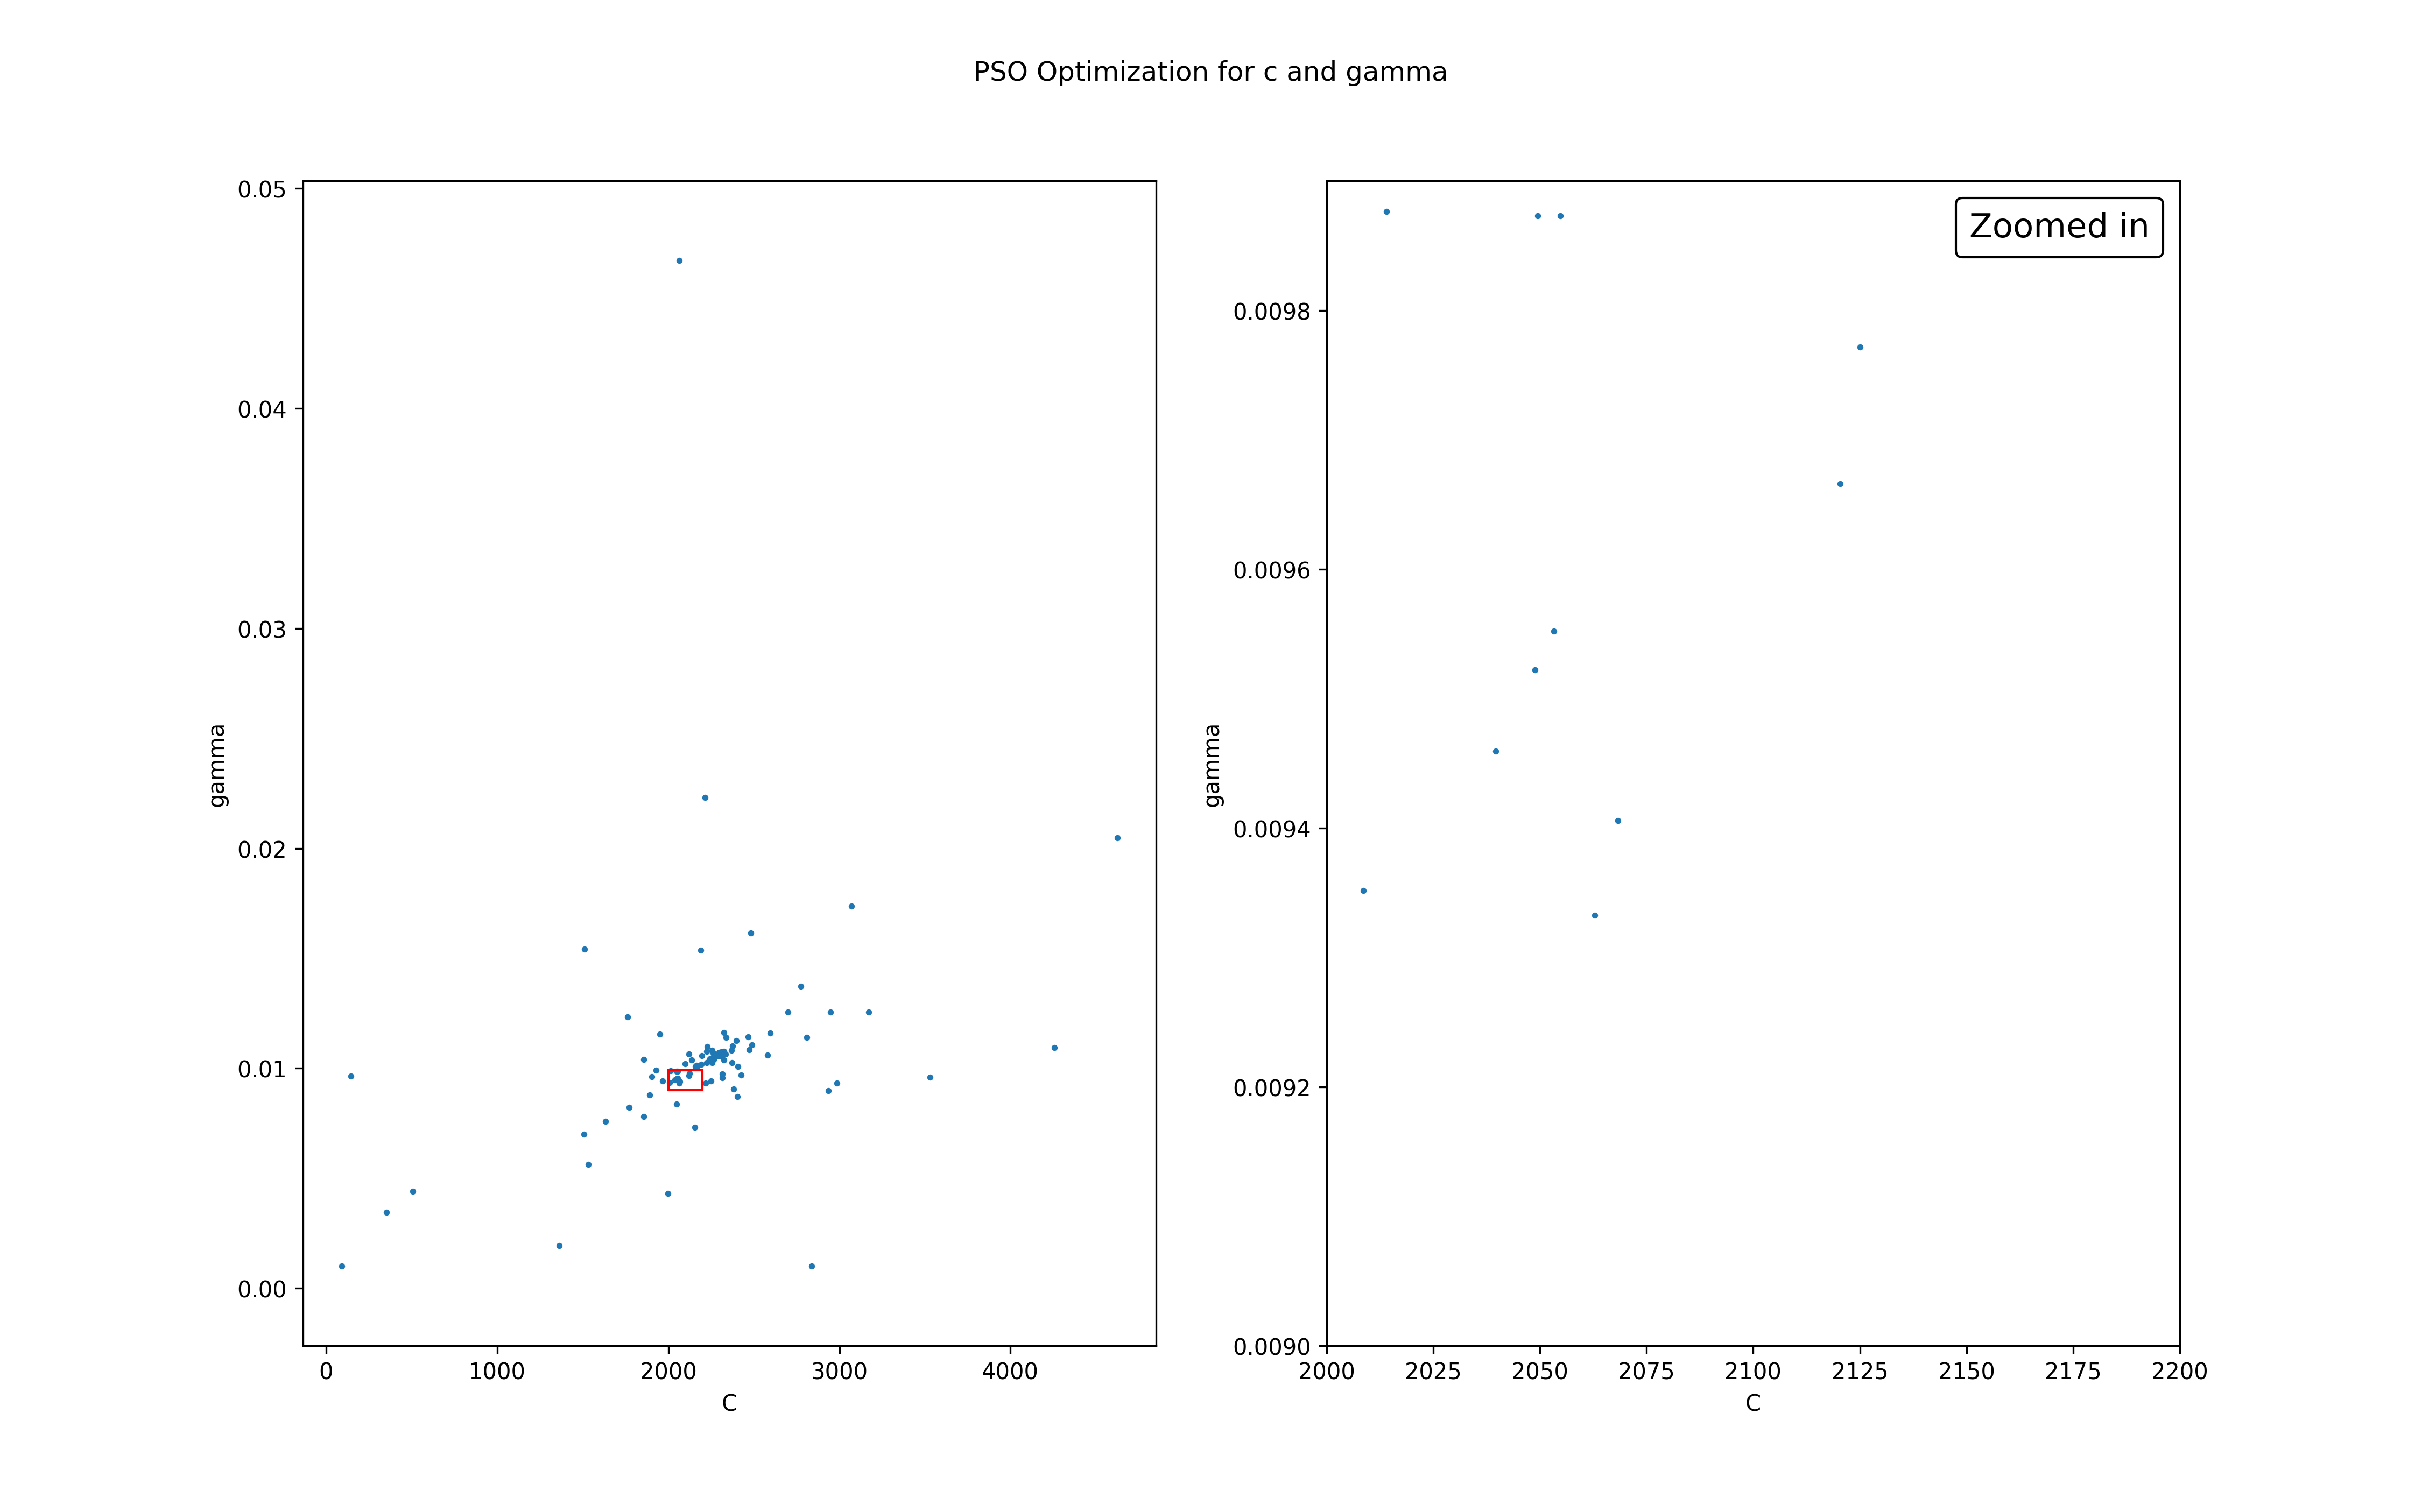 PSO Optimization for c and gamma
0.05
0.04
0.03
0.02
0.01
0.00
gamma
0 1000 2000 3000 4000
C
Zoomed in
0.0098
0.0096
0.0094
0.0092
0.0090
gamma
2000 2025 2050 2075 2100 2125 2150 2175 2200
C